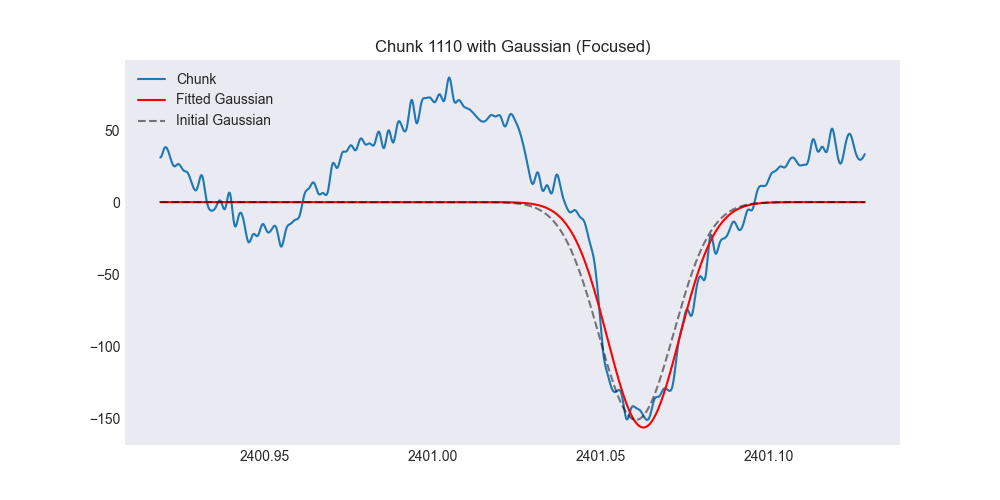 Chunk 1110 with Gaussian (Focused)
Chunk
Fitted Gaussian
Initial Gaussian
50
0
−50
−100
−150
2400.95 2401.00 2401.05 2401.10